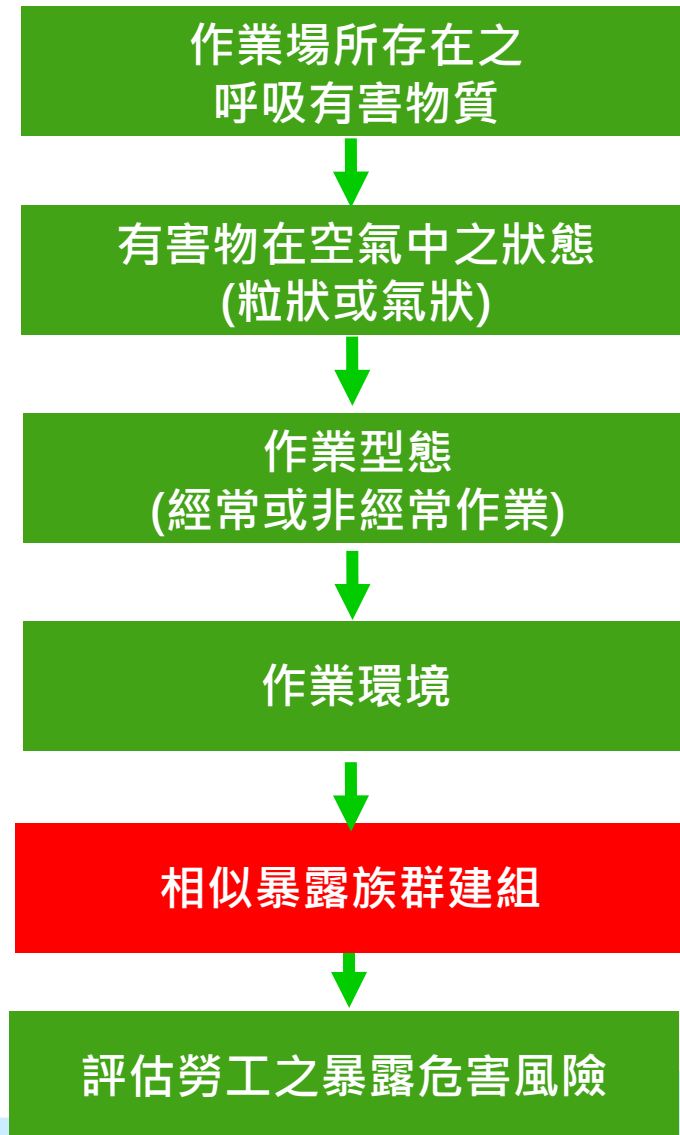 作業場所存在之
呼吸有害物質
有害物在空氣中之狀態
(粒狀或氣狀)
作業型態
(經常或非經常作業)
作業環境
相似暴露族群建組
評估勞工之暴露危害風險